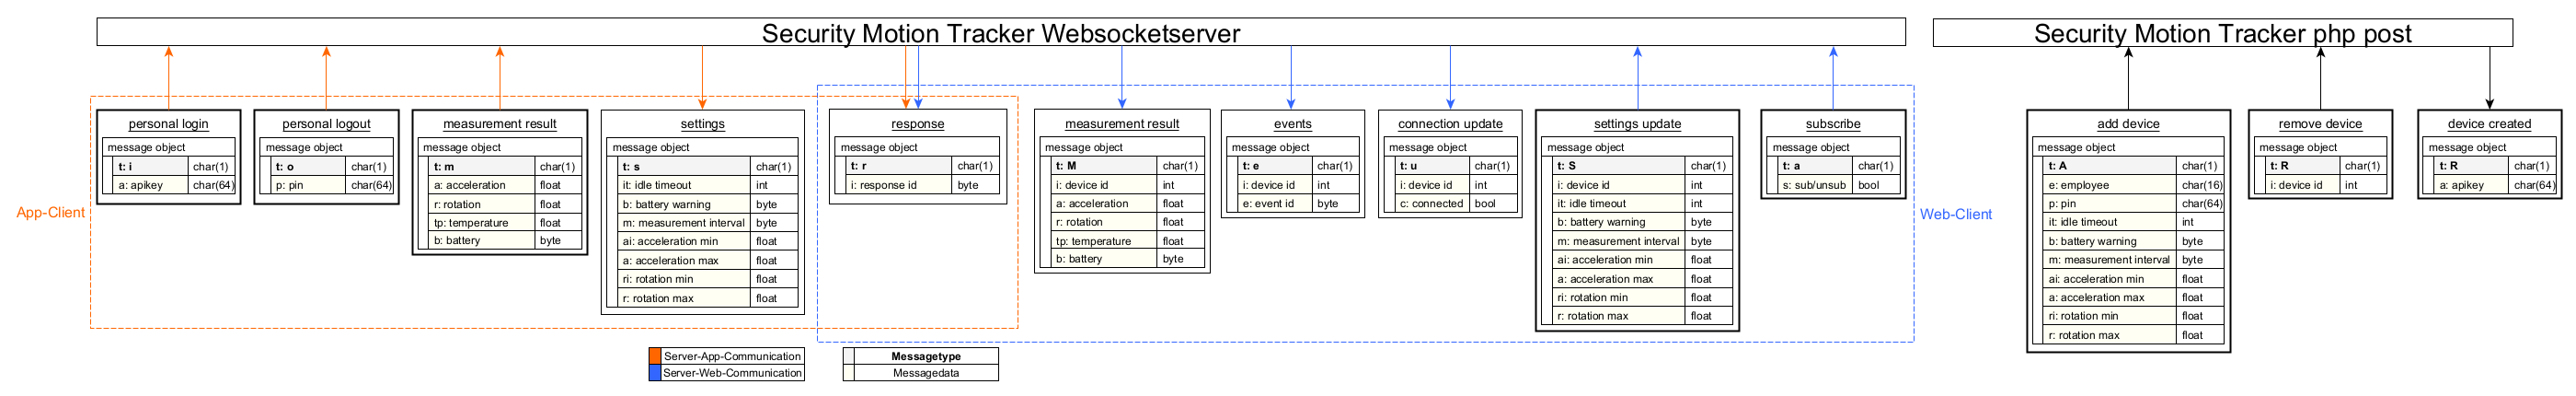 Security Motion Tracker Websocketserver
Security Motion Tracker php post
App-Client
personal login
message object
t: i char(1)
a: apikey char(64)
personal logout
message object
t: o char(1)
p: pin char(64)
measurement result
message object
t: m char(1)
a: acceleration float
r: rotation float
tp: temperature float
b: battery byte
settings
message object
t: s char(1)
it: idle timeout int
b: battery warning byte
m: measurement interval byte
ai: acceleration min float
a: acceleration max float
ri: rotation min float
r: rotation max float
response
message object
t: r char(1)
i: response id byte
measurement result
message object
t: M char(1)
i: device id int
a: acceleration float
r: rotation float
tp: temperature float
b: battery byte
events
message object
t: e char(1)
i: device id int
e: event id byte
connection update
message object
t: u char(1)
i: device id int
c: connected bool
settings update
message object
t: S char(1)
i: device id int
it: idle timeout int
b: battery warning byte
m: measurement interval byte
ai: acceleration min float
a: acceleration max float
ri: rotation min float
r: rotation max float
subscribe
message object
t: a char(1)
s: sub/unsub bool
Web-Client
add device
message object
t: A char(1)
e: employee char(16)
p: pin char(64)
it: idle timeout int
b: battery warning byte
m: measurement interval byte
ai: acceleration min float
a: acceleration max float
ri: rotation min float
r: rotation max float
remove device
message object
t: R char(1)
i: device id int
device created
message object
t: R char(1)
a: apikey char(64)
Server-App-Communication
Server-Web-Communication
Messagetype
Messagedata